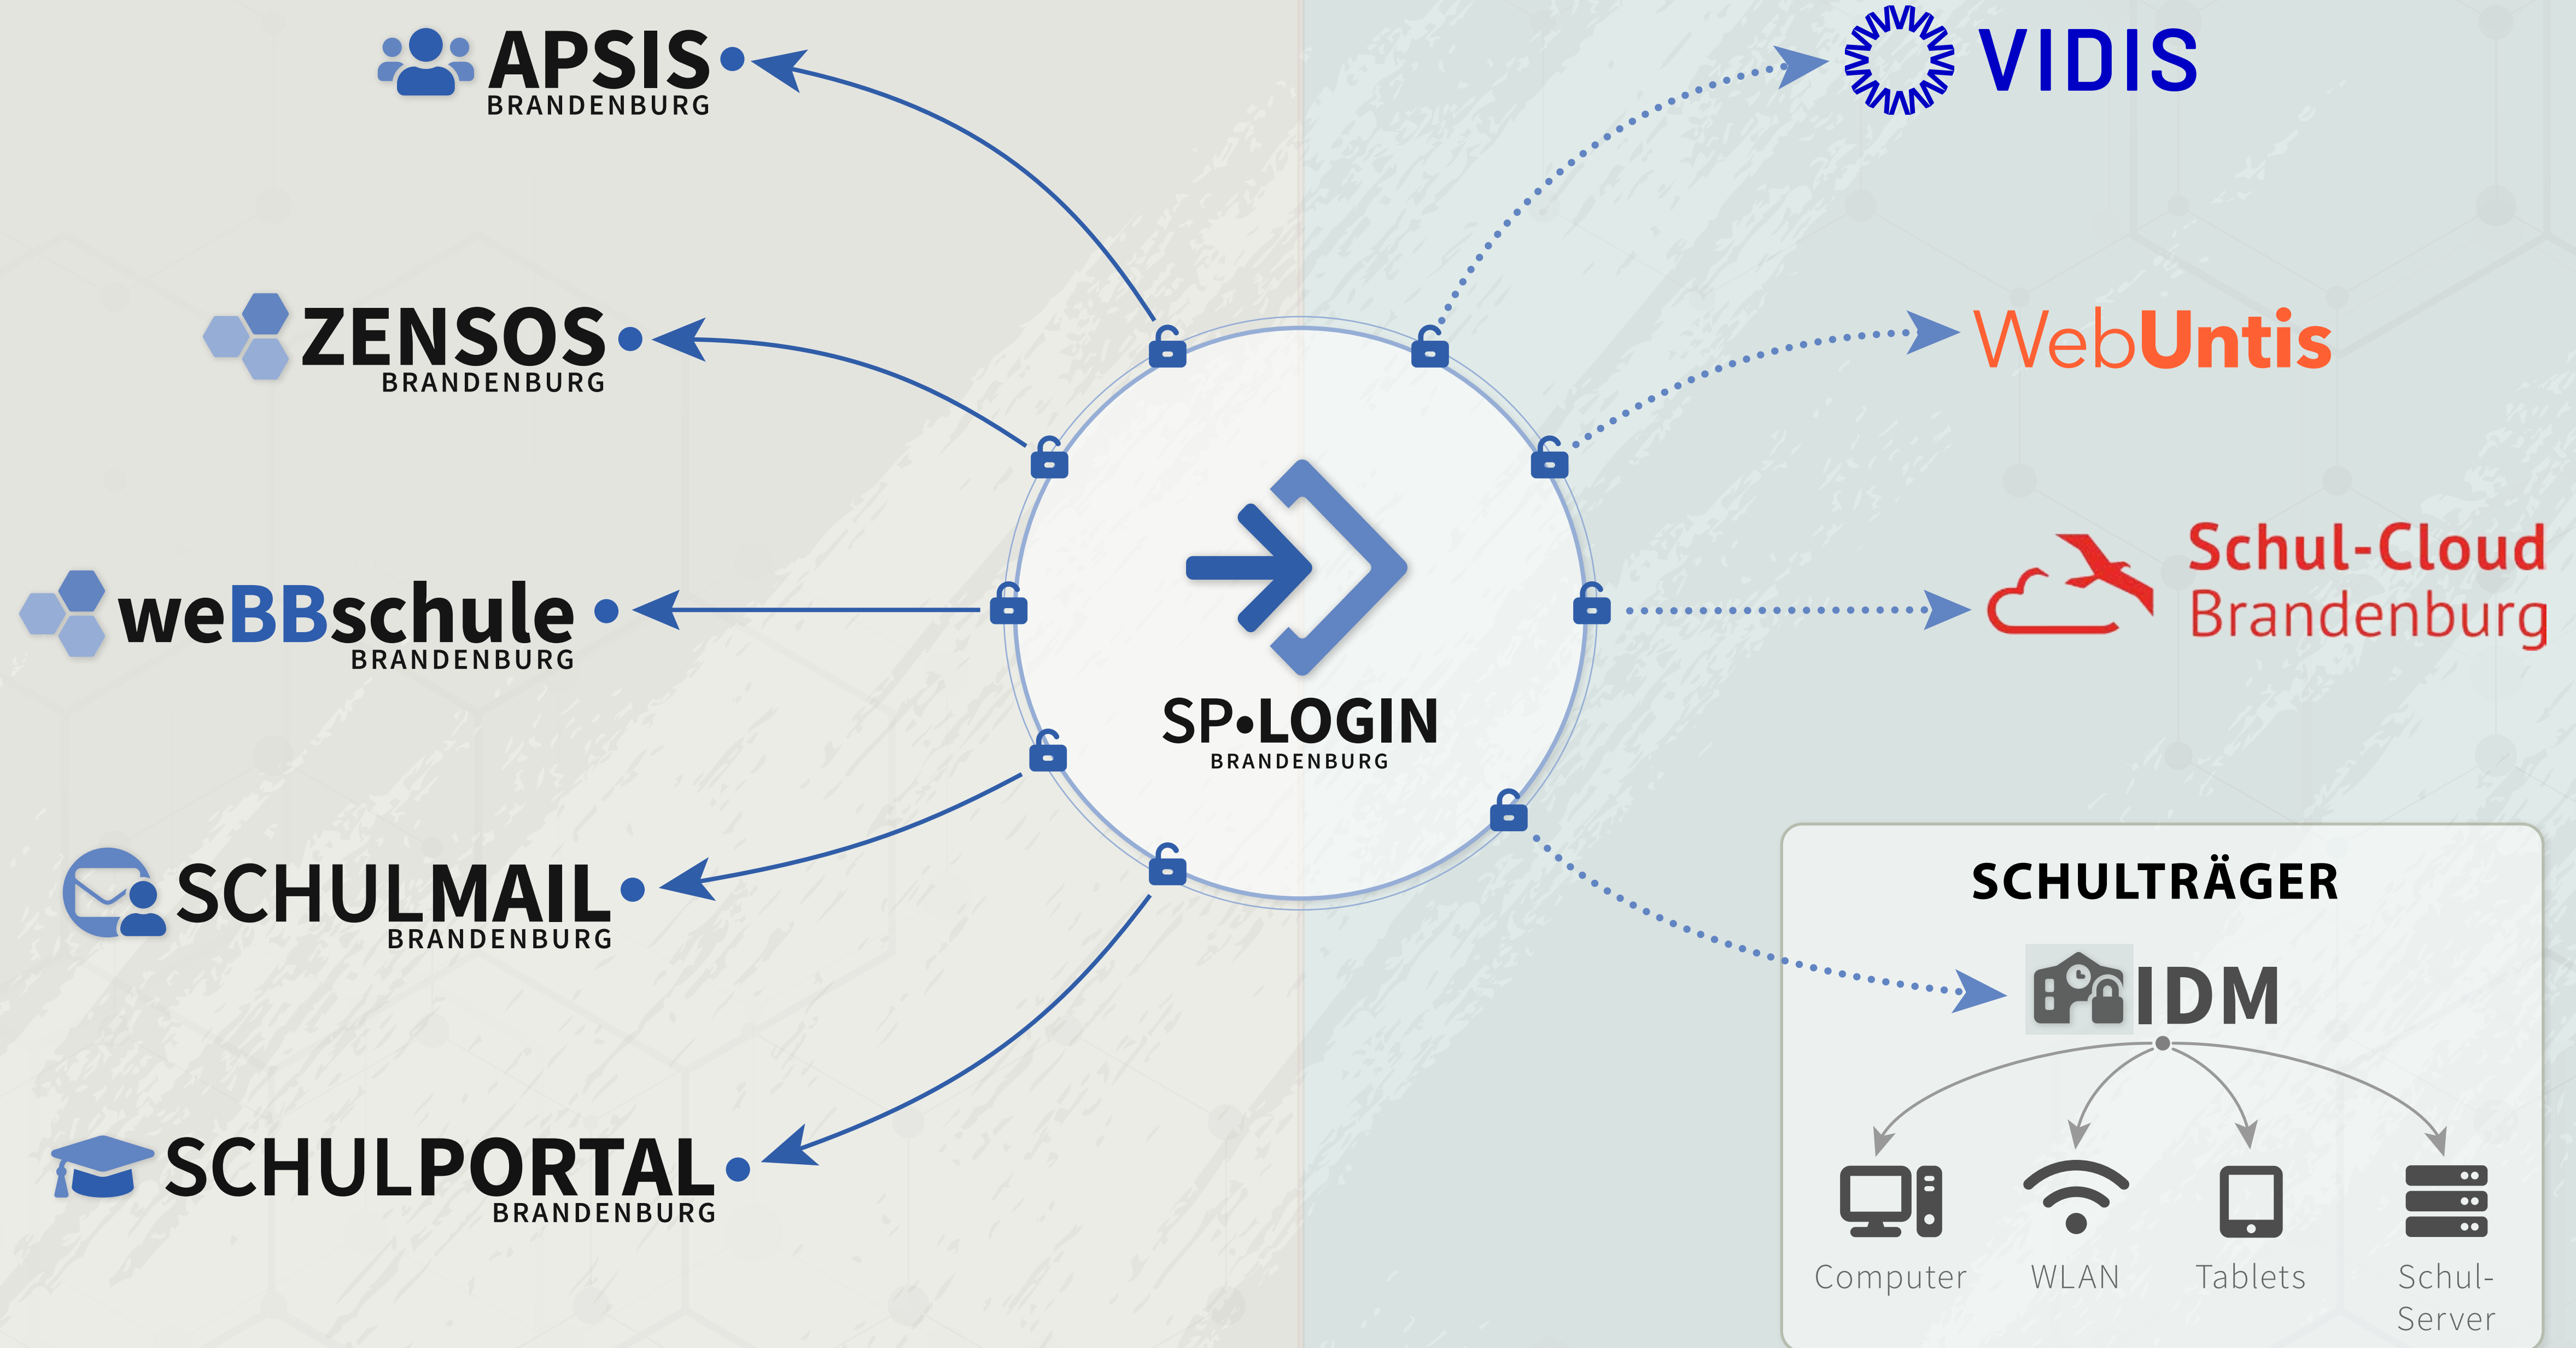 APSIS
BRANDENBURG
ZENSOS
BRANDENBURG
weBBschule
BRANDENBURG
SCHULMAIL
BRANDENBURG
SCHULPORTAL
BRANDENBURG
SP•LOGIN
BRANDENBURG
VIDIS
WebUntis
Schul-Cloud
Brandenburg
SCHULTRÄGER
IDM
Computer
WLAN
Tablets
Schul-
Server